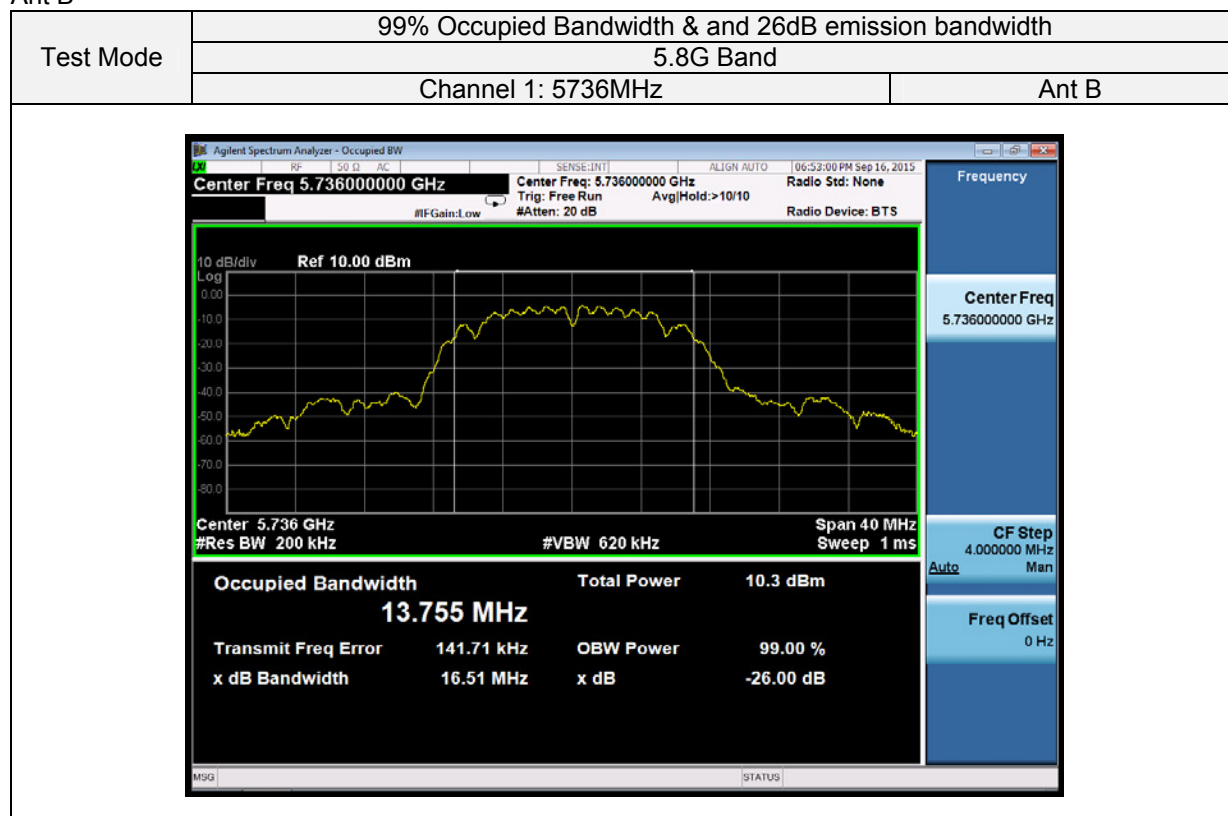 Ant B
Test Mode
99% Occupied Bandwidth & and 26dB emission bandwidth
5.8G Band
Channel 1: 5736MHz Ant B
Agilent Spectrum Analyzer - Occupied BW
LXI RF 50 Ω AC SENSE:INT ALIGN AUTO 06:53:00 PM Sep 16, 2015
Center Freq 5.736000000 GHz
Center Freq: 5.736000000 GHz Radio Std: None
Trig: Free Run Avg|Hold:>10/10
#IFGain:Low #Atten: 20 dB Radio Device: BTS
Frequency
10 dB/div Ref 10.00 dBm
Log
0.00
-10.0
-20.0
-30.0
-40.0
-50.0
-60.0
-70.0
-80.0
Center 5.736 GHz Span 40 MHz
#Res BW 200 kHz #VBW 620 kHz Sweep 1 ms
Occupied Bandwidth Total Power 10.3 dBm
13.755 MHz
Transmit Freq Error 141.71 kHz OBW Power 99.00 %
x dB Bandwidth 16.51 MHz x dB -26.00 dB
Center Freq
5.736000000 GHz
CF Step
4.000000 MHz
Auto Man
Freq Offset
0 Hz
MSG STATUS